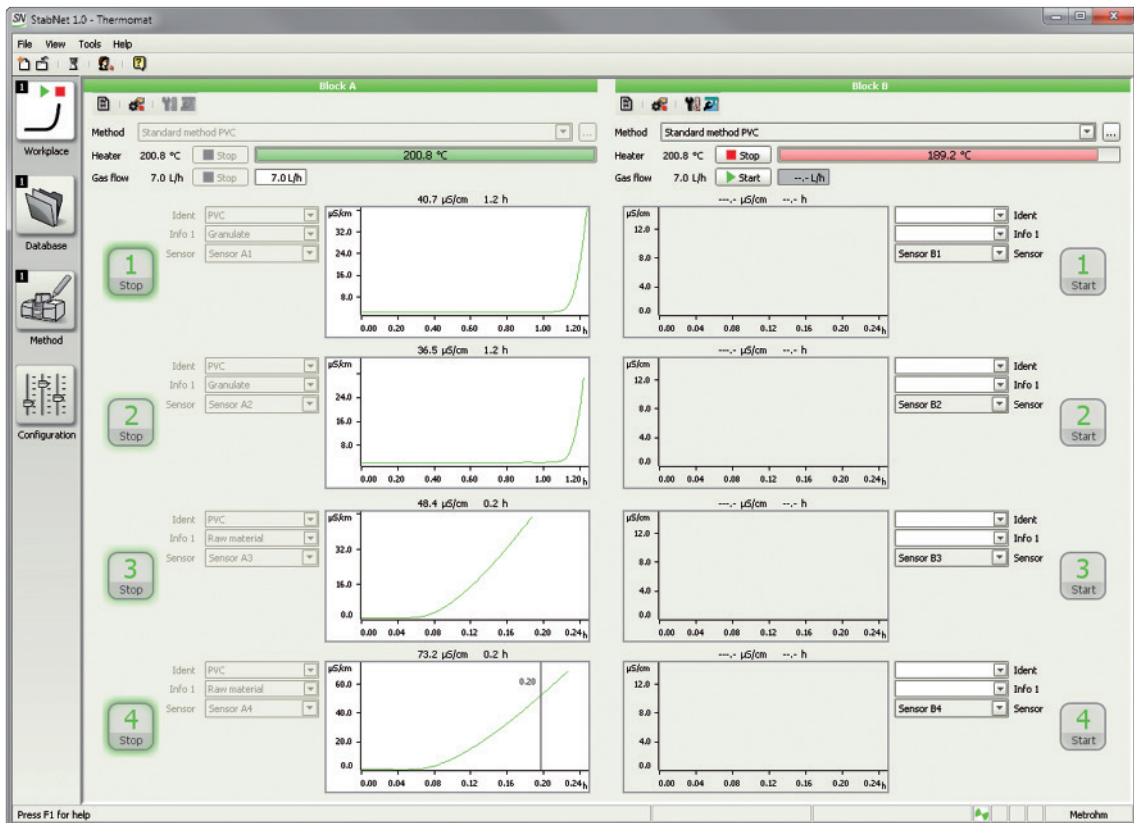 SN StabNet 1.0 - Thermomat
File View Tools Help
1
Workplace
1
Database
1
Method
Configuration
Block A
Method Standard method PVC ...
Heater 200.8 °C Stop 200.8 °C
Gas flow 7.0 L/h Stop 7.0 L/h
40.7 µS/cm 1.2 h
Ident PVC
Info 1 Granulate
Sensor Sensor A1
1
Stop
µS/cm
32.0
24.0
16.0
8.0
0.00 0.20 0.40 0.60 0.80 1.00 1.20 h
36.5 µS/cm 1.2 h
Ident PVC
Info 1 Granulate
Sensor Sensor A2
2
Stop
µS/cm
24.0
16.0
8.0
0.00 0.20 0.40 0.60 0.80 1.00 1.20 h
48.4 µS/cm 0.2 h
Ident PVC
Info 1 Raw material
Sensor Sensor A3
3
Stop
µS/cm
32.0
16.0
0.0
0.00 0.04 0.08 0.12 0.16 0.20 0.24 h
73.2 µS/cm 0.2 h
Ident PVC
Info 1 Raw material
Sensor Sensor A4
4
Stop
µS/cm
60.0
40.0
20.0
0.0
0.20
0.00 0.04 0.08 0.12 0.16 0.20 0.24 h
Block B
Method Standard method PVC ...
Heater 200.8 °C Stop 189.2 °C
Gas flow 7.0 L/h Start --.- L/h
---.- µS/cm --.- h
µS/cm
12.0
8.0
4.0
0.0
0.00 0.04 0.08 0.12 0.16 0.20 0.24 h
Ident
Info 1
Sensor B1 Sensor
1
Start
---.- µS/cm --.- h
µS/cm
12.0
8.0
4.0
0.0
0.00 0.04 0.08 0.12 0.16 0.20 0.24 h
Ident
Info 1
Sensor B2 Sensor
2
Start
---.- µS/cm --.- h
µS/cm
12.0
8.0
4.0
0.0
0.00 0.04 0.08 0.12 0.16 0.20 0.24 h
Ident
Info 1
Sensor B3 Sensor
3
Start
---.- µS/cm --.- h
µS/cm
12.0
8.0
4.0
0.0
0.00 0.04 0.08 0.12 0.16 0.20 0.24 h
Ident
Info 1
Sensor B4 Sensor
4
Start
Press F1 for help
Metrohm